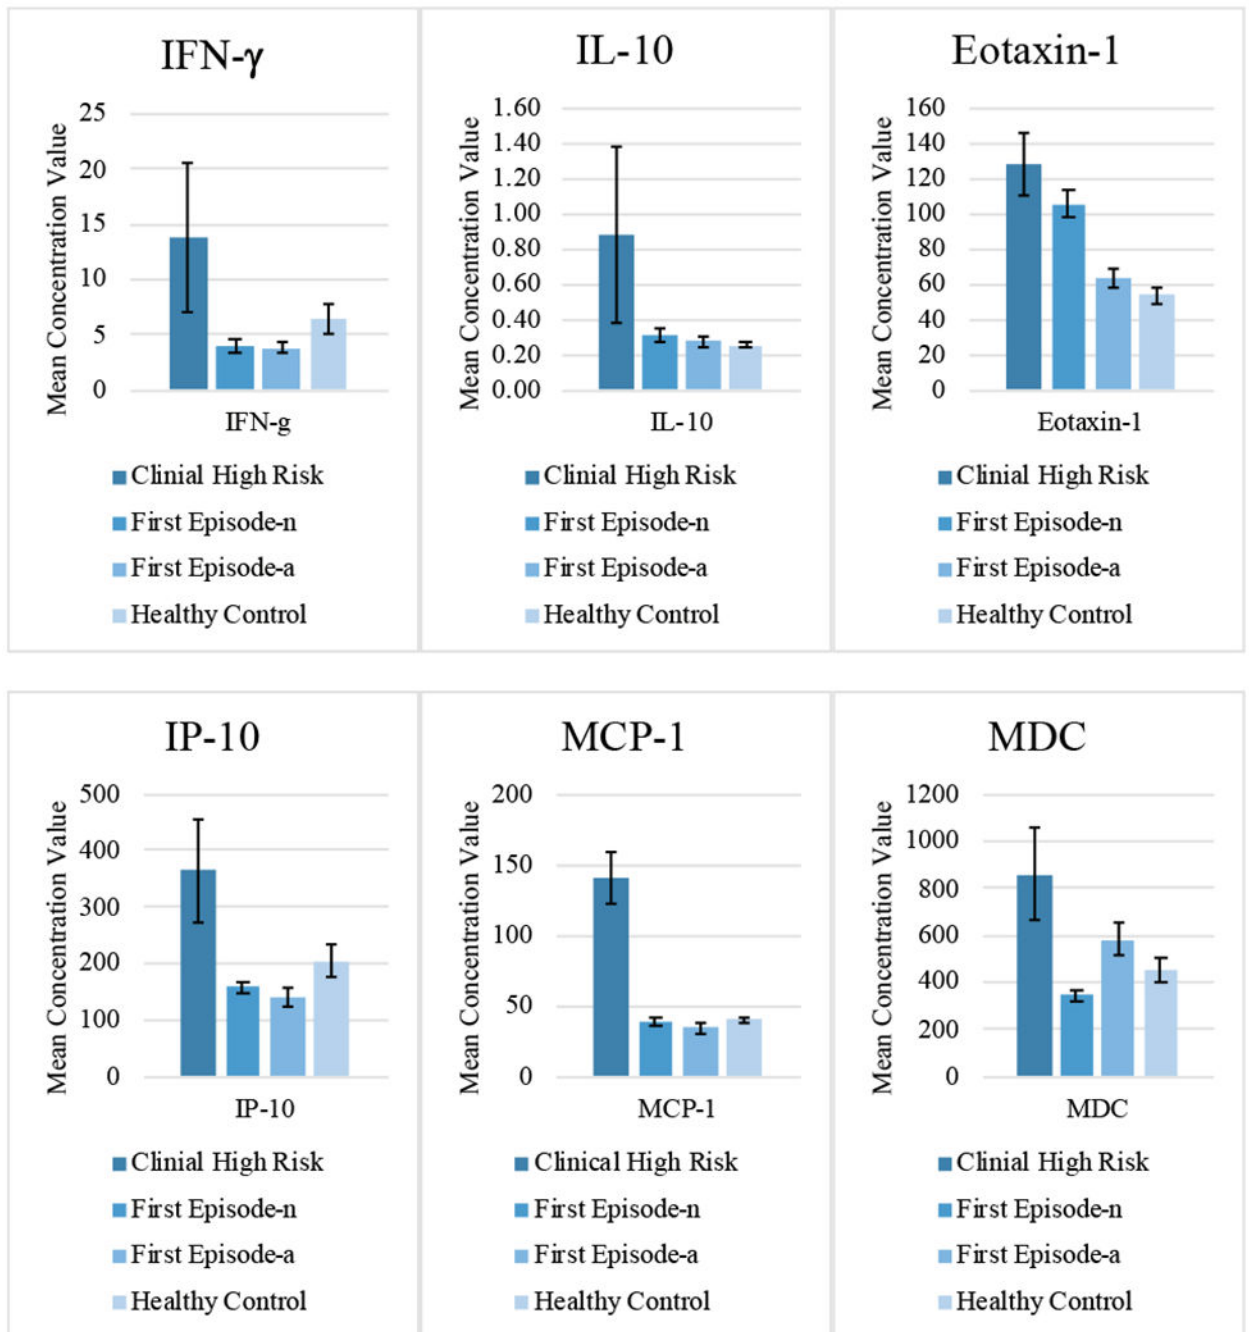 IFN-γ
Mean Concentration Value
25
20
15
10
5
0
IFN-g
Clinial High Risk
First Episode-n
First Episode-a
Healthy Control
IL-10
Mean Concentration Value
1.60
1.40
1.20
1.00
0.80
0.60
0.40
0.20
0.00
IL-10
Clinial High Risk
First Episode-n
First Episode-a
Healthy Control
Eotaxin-1
Mean Concentration Value
160
140
120
100
80
60
40
20
0
Eotaxin-1
Clinial High Risk
First Episode-n
First Episode-a
Healthy Control
IP-10
Mean Concentration Value
500
400
300
200
100
0
IP-10
Clinial High Risk
First Episode-n
First Episode-a
Healthy Control
MCP-1
Mean Concentration Value
200
150
100
50
0
MCP-1
Clinical High Risk
First Episode-n
First Episode-a
Healthy Control
MDC
Mean Concentration Value
1200
1000
800
600
400
200
0
MDC
Clinial High Risk
First Episode-n
First Episode-a
Healthy Control